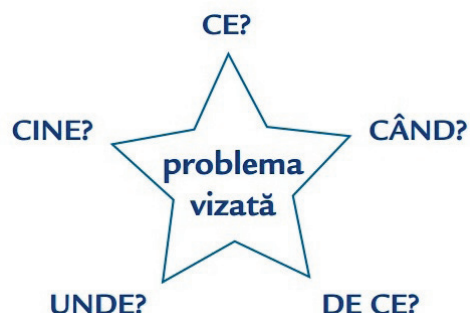 CE?
CINE?
CÂND?
problema
vizată
UNDE?
DE CE?